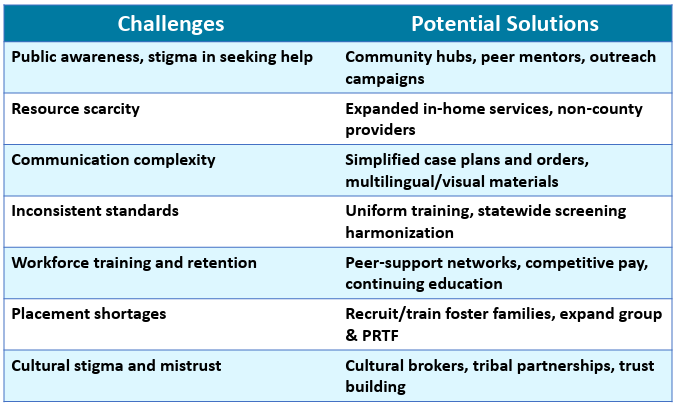 Challenges Potential Solutions
Public awareness, stigma in seeking help Community hubs, peer mentors, outreach
campaigns
Resource scarcity Expanded in-home services, non-county
providers
Communication complexity Simplified case plans and orders,
multilingual/visual materials
Inconsistent standards Uniform training, statewide screening
harmonization
Workforce training and retention Peer-support networks, competitive pay,
continuing education
Placement shortages Recruit/train foster families, expand group
& PRTF
Cultural stigma and mistrust Cultural brokers, tribal partnerships, trust
building